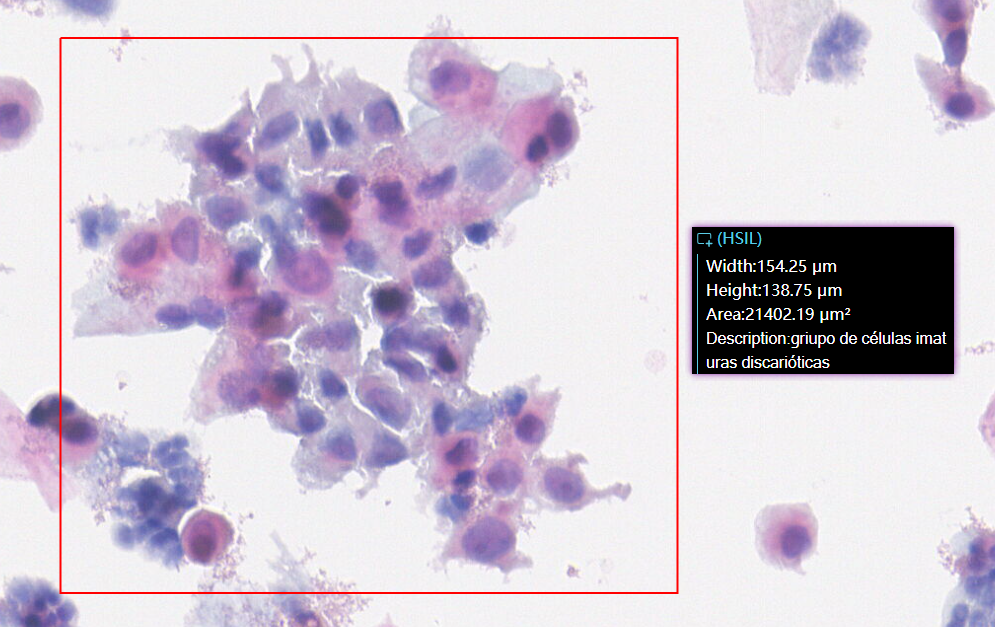 (HSIL)
Width:154.25 µm
Height:138.75 µm
Area:21402.19 µm²
Description:griupo de células imat
uras discarióticas